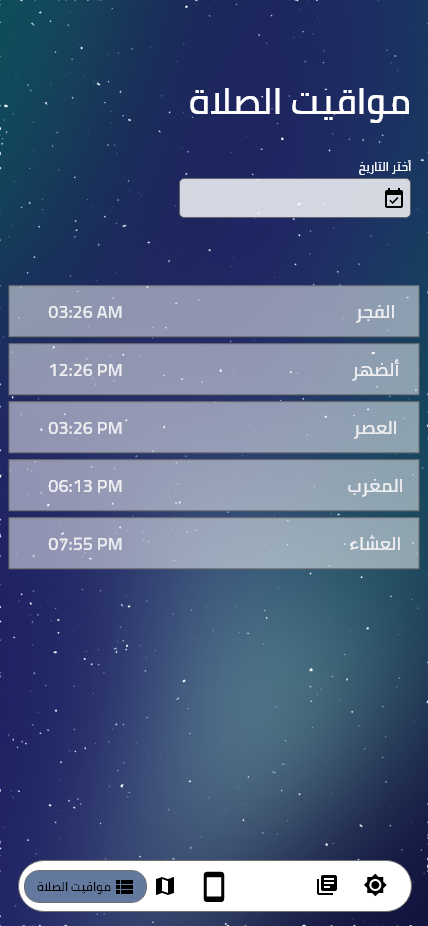 مواقيت الصلاة
أختر التاريخ
الفجر 03:26 AM
ألضهر 12:26 PM
العصر 03:26 PM
المغرب 06:13 PM
العشاء 07:55 PM
مواقيت الصلاة